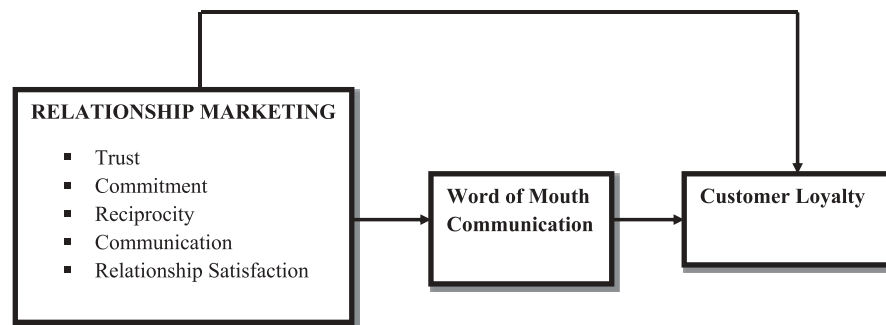 RELATIONSHIP MARKETING
▪ Trust
▪ Commitment
▪ Reciprocity
▪ Communication
▪ Relationship Satisfaction
Word of Mouth
Communication
Customer Loyalty